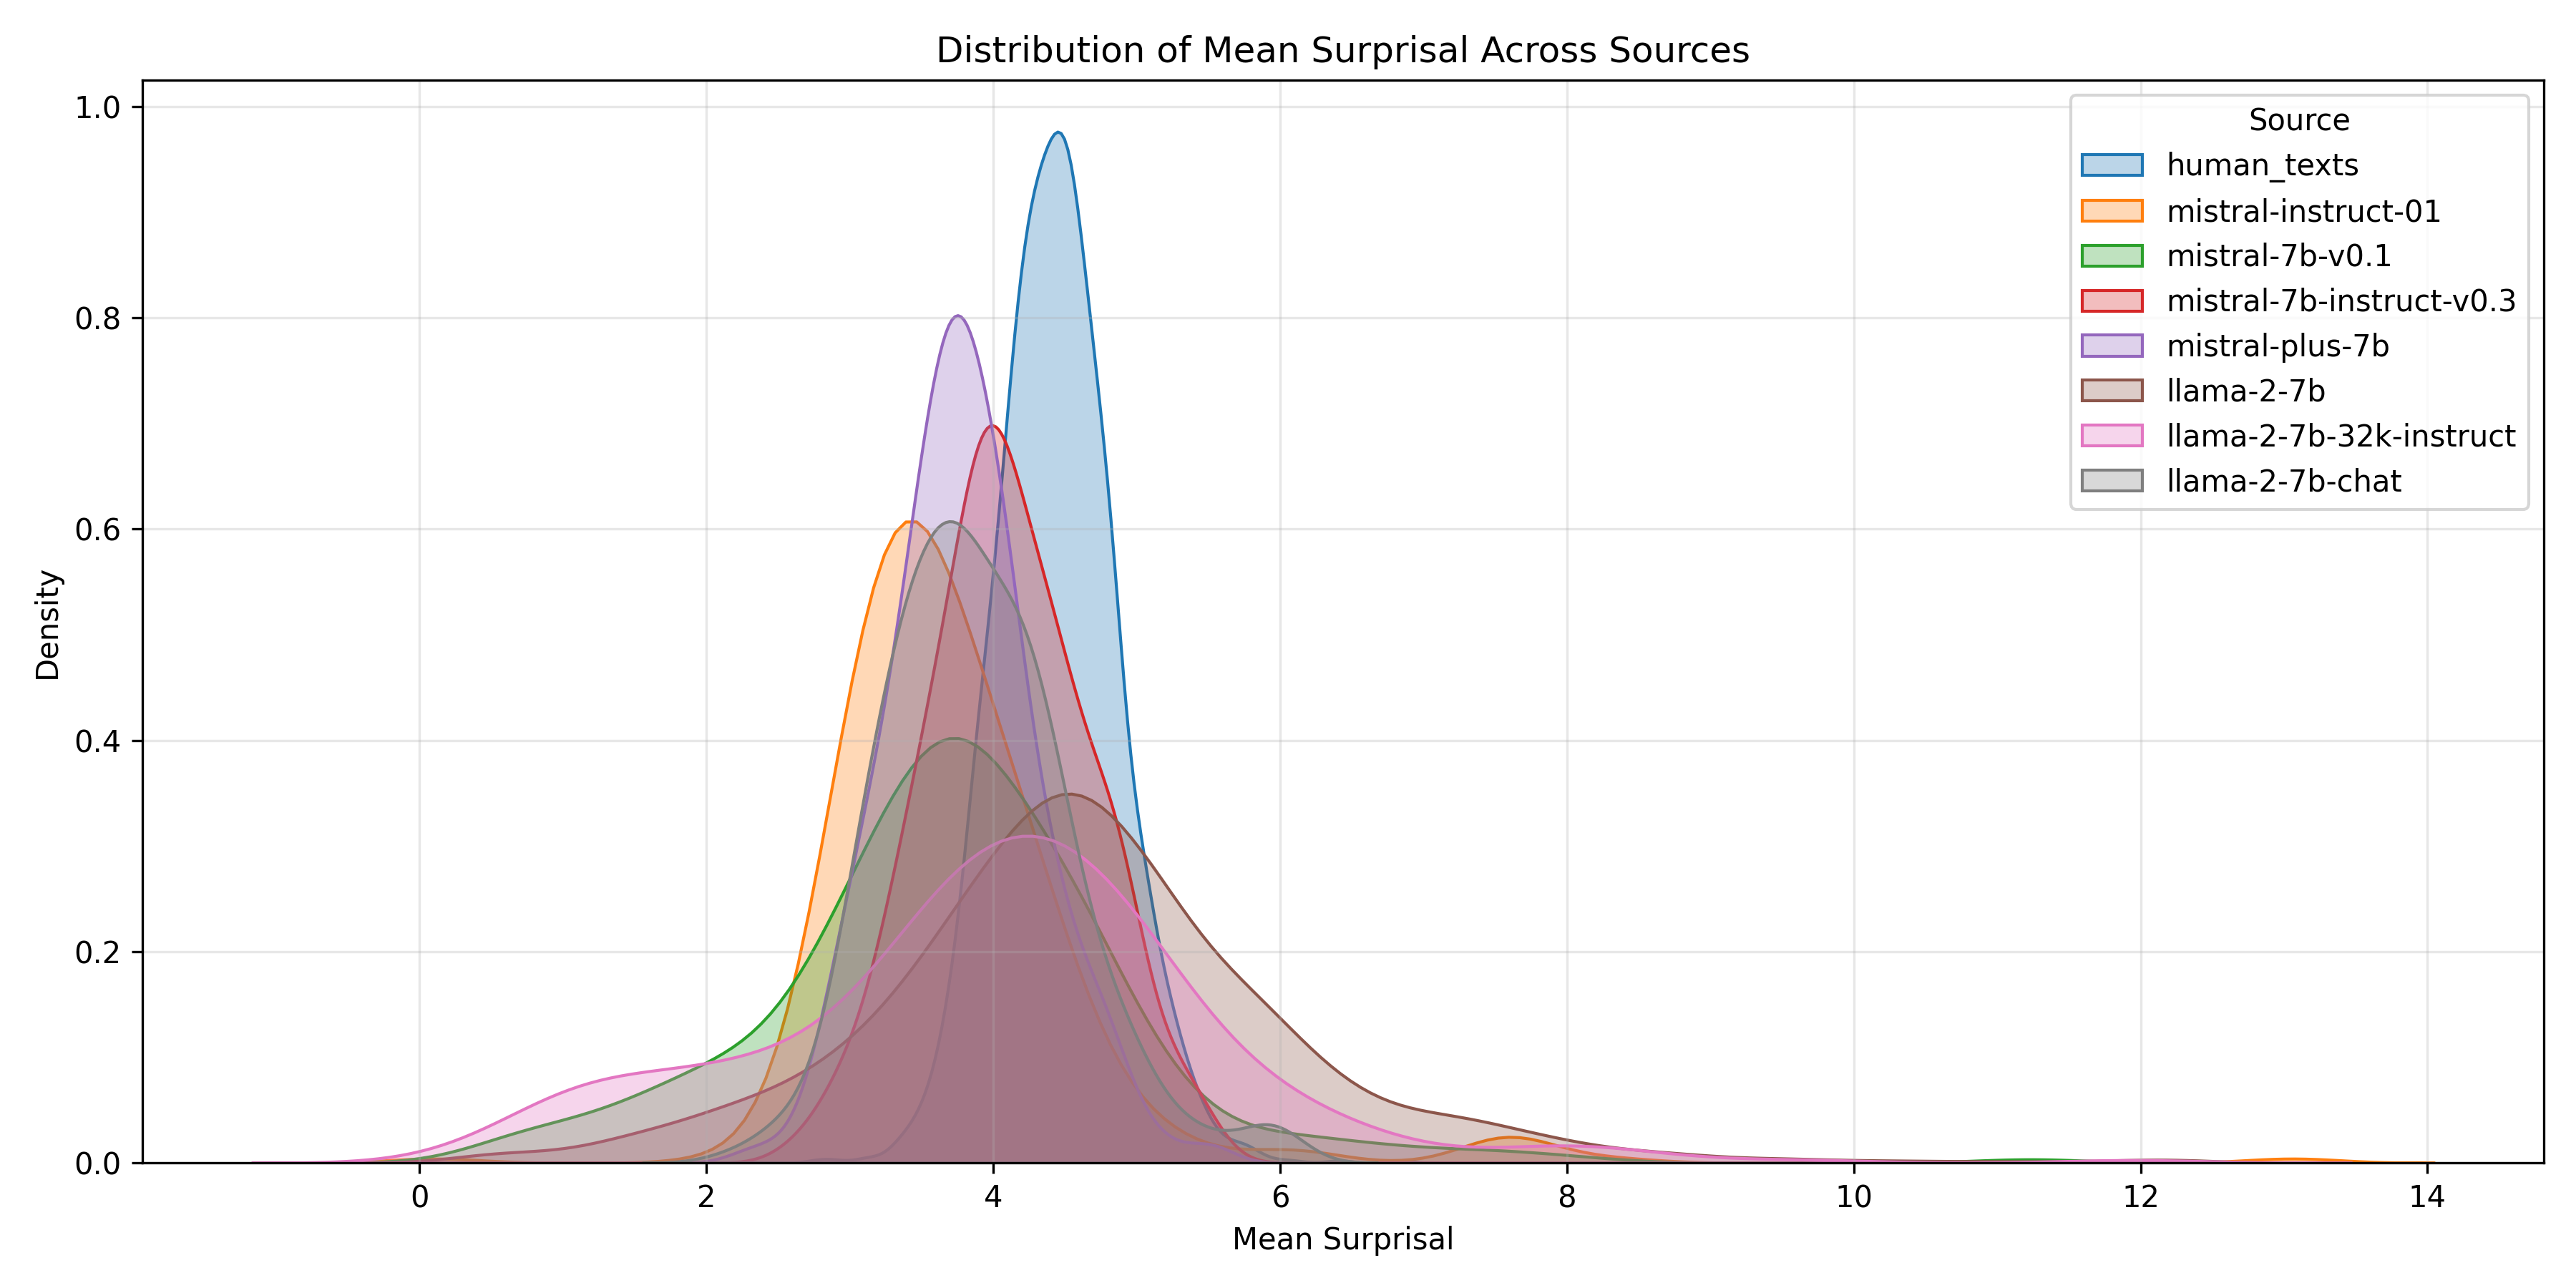 Distribution of Mean Surprisal Across Sources
1.0
0.8
0.6
0.4
0.2
0.0
Density
0
2
4
6
8
10
12
14
Mean Surprisal
Source
human_texts
mistral-instruct-01
mistral-7b-v0.1
mistral-7b-instruct-v0.3
mistral-plus-7b
llama-2-7b
llama-2-7b-32k-instruct
llama-2-7b-chat